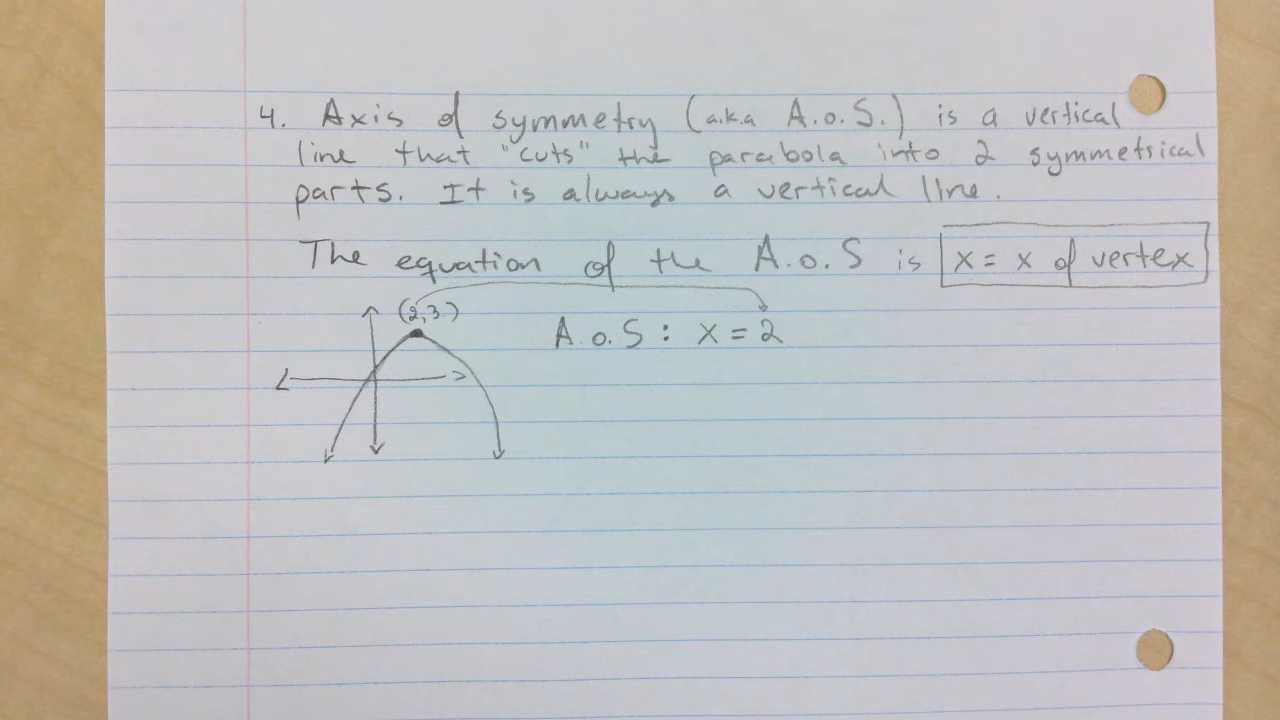 4. Axis of symmetry (a.k.a A.o.S.) is a vertical
line that "cuts" the parabola into 2 symmetrical
parts. It is always a vertical line.
The equation of the A.o.S is x = x of vertex
(2,3)
A.o.S : x = 2